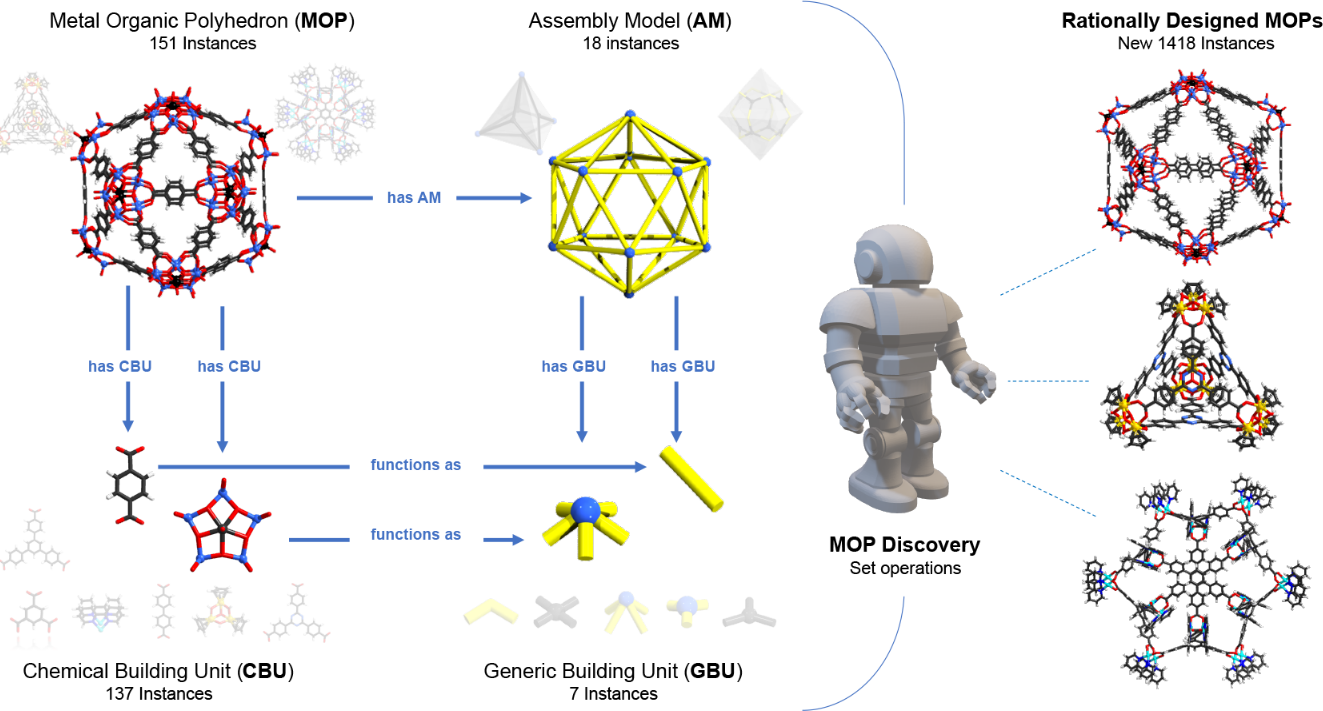 Metal Organic Polyhedron (MOP)
151 Instances
Assembly Model (AM)
18 instances
Rationally Designed MOPs
New 1418 Instances
has AM
has CBU
has CBU
has GBU
has GBU
functions as
functions as
MOP Discovery
Set operations
Chemical Building Unit (CBU)
137 Instances
Generic Building Unit (GBU)
7 Instances